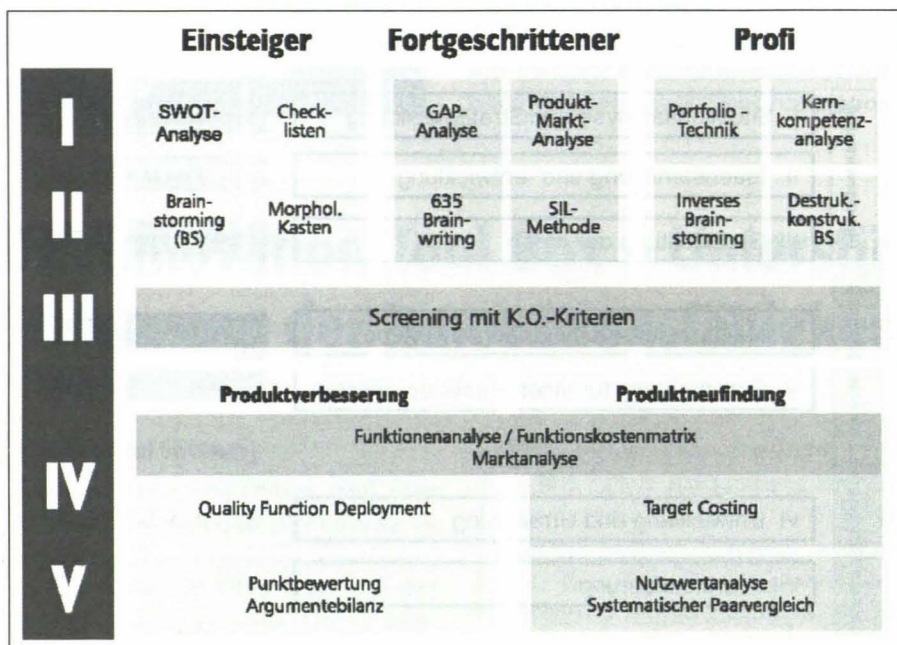 Einsteiger Fortgeschrittener Profi
I
SWOT-
Analyse
Check-
listen
GAP-
Analyse
Produkt-
Markt-
Analyse
Portfolio -
Technik
Kern-
kompetenz-
analyse
II
Brain-
storming
(BS)
Morphol.
Kasten
635
Brain-
writing
SIL-
Methode
Inverses
Brain-
storming
Destruk.-
konstruk.
BS
III
Screening mit K.O.-Kriterien
Produktverbesserung Produktneufindung
IV
Funktionenanalyse / Funktionskostenmatrix
Marktanalyse
Quality Function Deployment Target Costing
V
Punktbewertung
Argumentebilanz
Nutzwertanalyse
Systematischer Paarvergleich